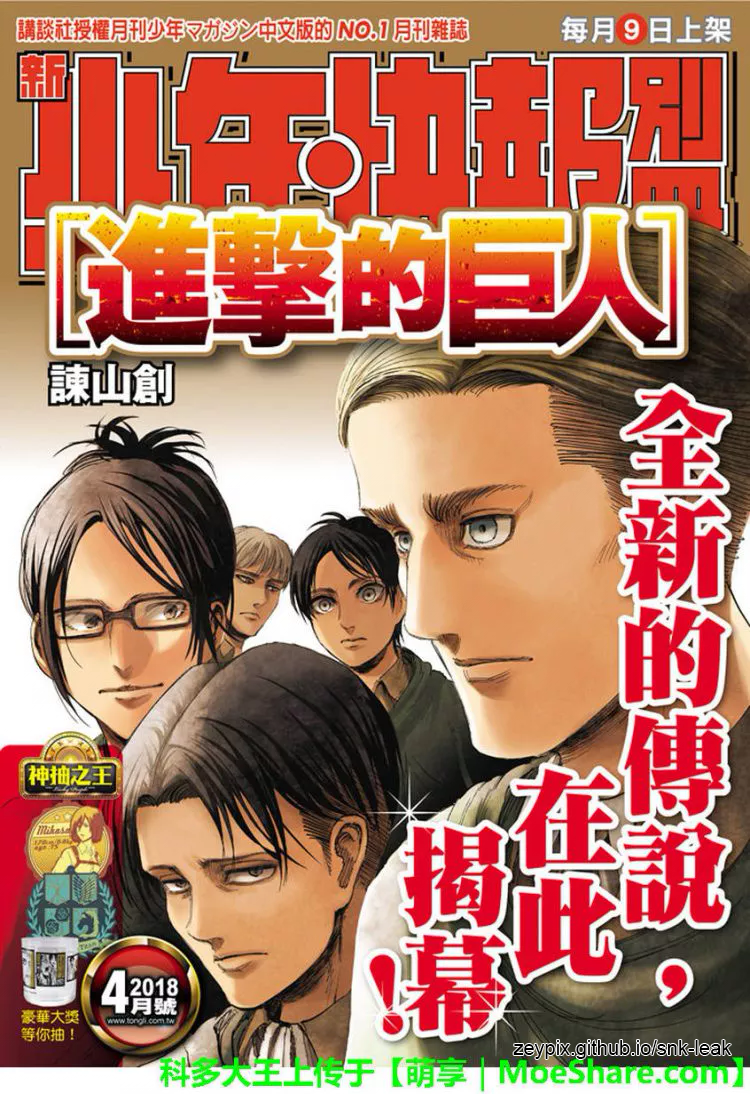 講談社授權月刊少年マガジン中文版的 NO.1 月刊雜誌
每月9日上架
新少年快報
[進擊的巨人]
諫山創
全新的傳說，
在此
揭幕！
神抽之王
Mikasa
4
2018
月號
www.tongli.com.tw
豪華大獎
等你抽！
zeypix.github.io/snk-leak
科多大王上传于【萌享｜MoeShare.com】